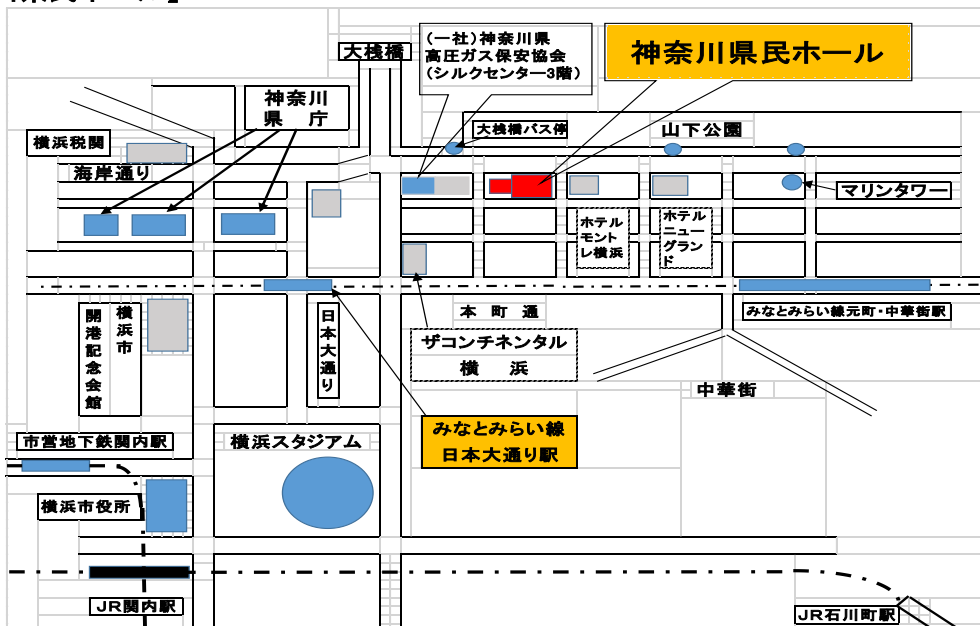 大桟橋
(一社)神奈川県
高圧ガス保安協会
(シルクセンター3階)
神奈川県民ホール
神奈川
県 庁
大桟橋バス停
山下公園
横浜税関
海岸通り
マリンタワー
ホテル
モント
レ横浜
ホテル
ニュー
グラン
ド
横浜市
開港記念会館
日本大通り
本 町 通
みなとみらい線元町・中華街駅
ザコンチネンタル
横 浜
中華街
みなとみらい線
日本大通り駅
市営地下鉄関内駅
横浜スタジアム
横浜市役所
JR関内駅
JR石川町駅